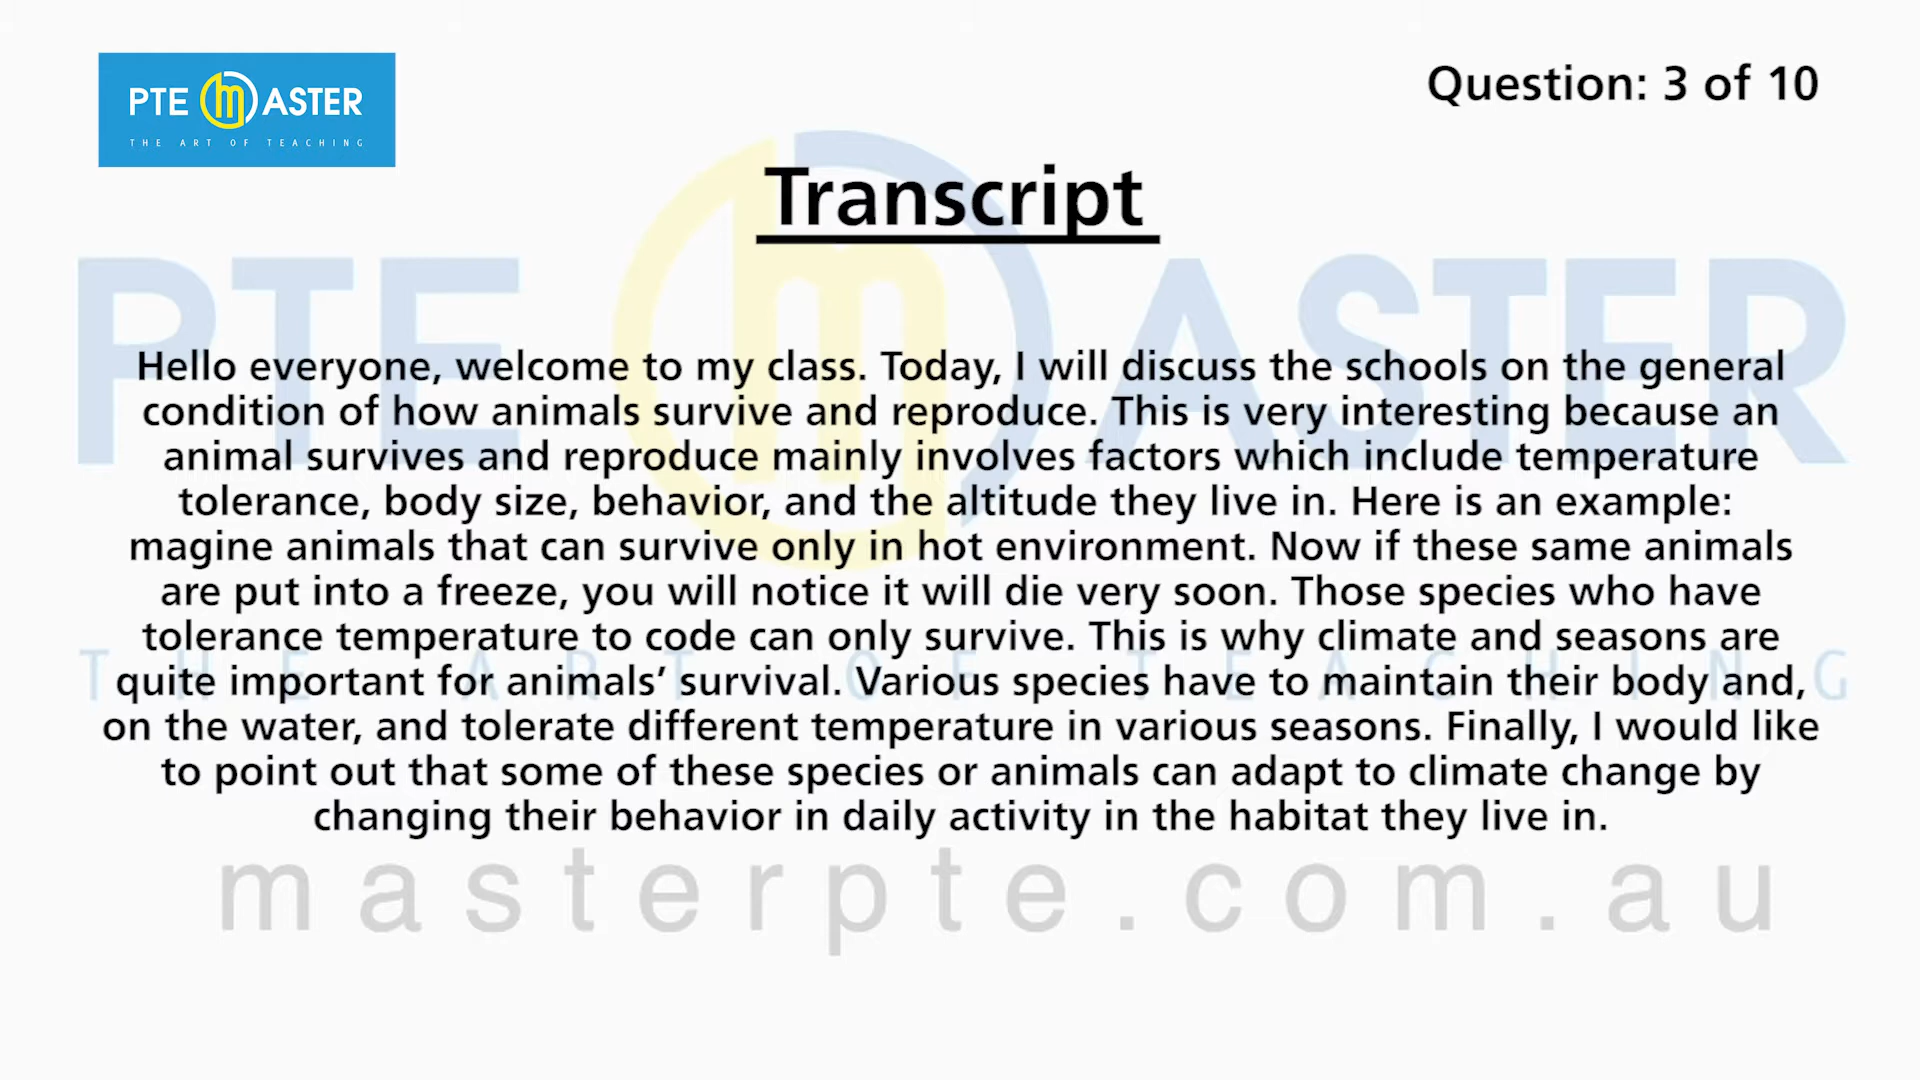 PTE MASTER
THE ART OF TEACHING
Question: 3 of 10
Transcript
PTE MASTER
THE ART OF TEACHING
Hello everyone, welcome to my class. Today, I will discuss the schools on the general
condition of how animals survive and reproduce. This is very interesting because an
animal survives and reproduce mainly involves factors which include temperature
tolerance, body size, behavior, and the altitude they live in. Here is an example:
magine animals that can survive only in hot environment. Now if these same animals
are put into a freeze, you will notice it will die very soon. Those species who have
tolerance temperature to code can only survive. This is why climate and seasons are
quite important for animals’ survival. Various species have to maintain their body and,
on the water, and tolerate different temperature in various seasons. Finally, I would like
to point out that some of these species or animals can adapt to climate change by
changing their behavior in daily activity in the habitat they live in.
masterpte.com.au